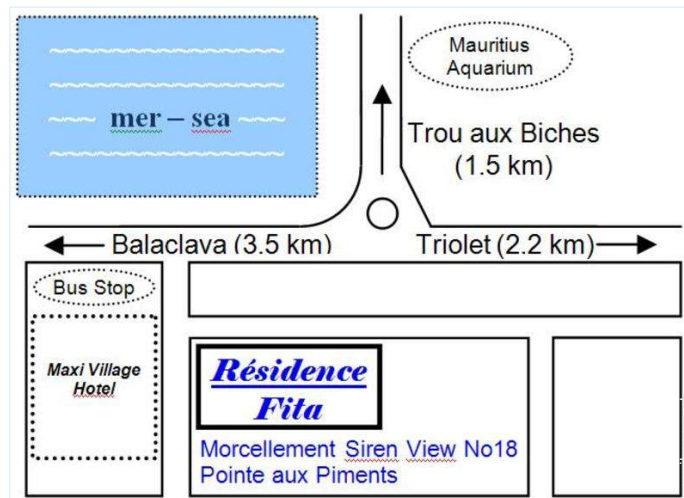 Mauritius
Aquarium
mer – sea
Trou aux Biches
(1.5 km)
Balaclava (3.5 km)
Triolet (2.2 km)
Bus Stop
Maxi Village
Hotel
Résidence
Fita
Morcellement Siren View No18
Pointe aux Piments